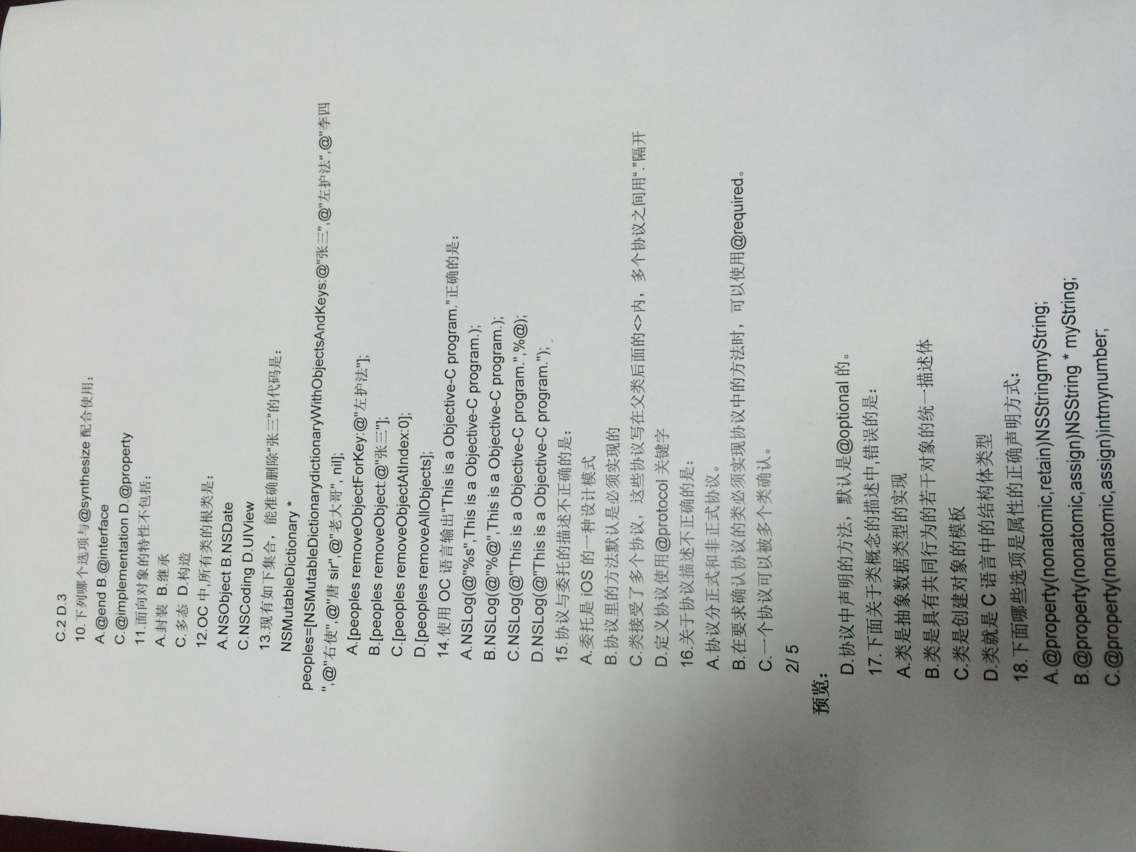 C.2 D.3
10.下列哪个选项与@synthesize 配合使用：
A.@end B.@interface
C.@implementation D.@property
11.面向对象的特性不包括：
A.封装 B.继承
C.多态 D.构造
12.OC 中,所有类的根类是：
A.NSObject B.NSDate
C.NSCoding D.UIView
13.现有如下集合，能准确删除“张三”的代码是：
NSMutableDictionary *
peoples=[NSMutableDictionarydictionaryWithObjectsAndKeys:@"张三",@"左护法",@"李四
",@"右使",@"唐 sir",@"老大哥", nil];
A.[peoples removeObjectForKey:@"左护法"];
B.[peoples removeObject:@"张三"];
C.[peoples removeObjectAtIndex:0];
D.[peoples removeAllObjects];
14.使用 OC 语言输出“This is a Objective-C program.”正确的是：
A.NSLog(@"%s",This is a Objective-C program.);
B.NSLog(@"%@",This is a Objective-C program.);
C.NSLog(@"This is a Objective-C program.",%@);
D.NSLog(@"This is a Objective-C program.");
15.协议与委托的描述不正确的是：
A.委托是 iOS 的一种设计模式
B.协议里的方法默认是必须实现的
C.类接受了多个协议，这些协议写在父类后面的<>内，多个协议之间用“.”隔开
D.定义协议使用@protocol 关键字
16.关于协议描述不正确的是：
A.协议分正式和非正式协议。
B.在要求确认协议的类必须实现协议中的方法时，可以使用@required。
C.一个协议可以被多个类确认。
2/ 5
预览：
D.协议中声明的方法，默认是@optional 的。
17.下面关于类概念的描述中,错误的是：
A.类是抽象数据类型的实现
B.类是具有共同行为的若干对象的统一描述体
C.类是创建对象的模板
D.类就是 C 语言中的结构体类型
18.下面哪些选项是属性的正确声明方式：
A.@property(nonatomic,retain)NSStringmyString;
B.@property(nonatomic,assign)NSString * myString;
C.@property(nonatomic,assign)intmynumber;